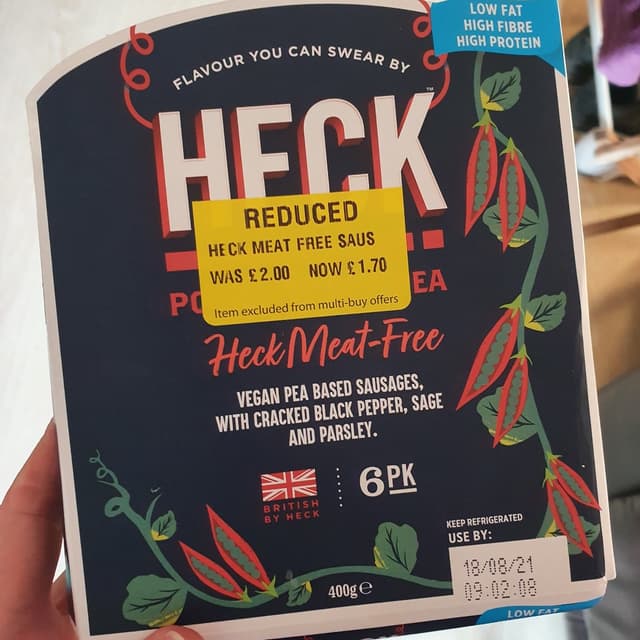 LOW FAT
HIGH FIBRE
HIGH PROTEIN
FLAVOUR YOU CAN SWEAR BY
HECK™
REDUCED
HECK MEAT FREE SAUS
WAS £2.00 NOW £1.70
Item excluded from multi-buy offers
Heck Meat-Free
VEGAN PEA BASED SAUSAGES,
WITH CRACKED BLACK PEPPER, SAGE
AND PARSLEY.
BRITISH
BY HECK
6PK
KEEP REFRIGERATED
USE BY:
18/08/21
09:02:08
400g e
LOW FAT